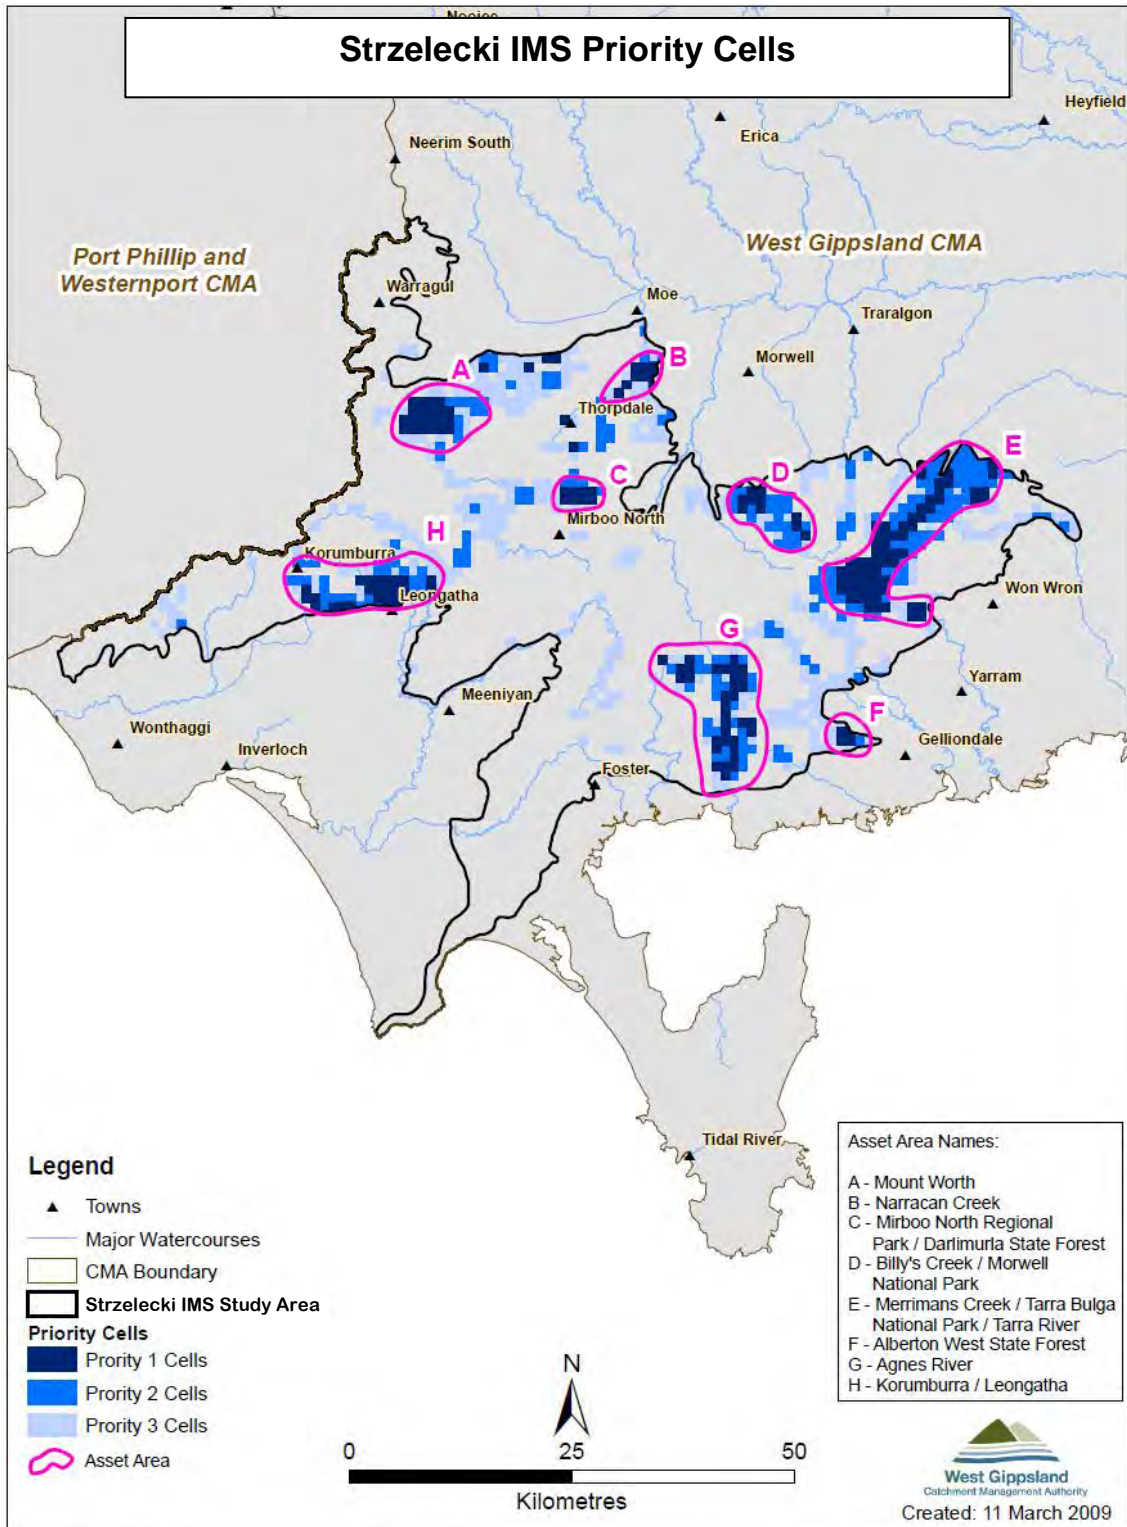 Noojee
Strzelecki IMS Priority Cells
Heyfield
Erica
Neerim South
Port Phillip and
Westernport CMA
West Gippsland CMA
Warragul
Moe
Traralgon
Morwell
A
B
Thorpdale
E
D
C
Mirboo North
H
Korumburra
Leongatha
Won Wron
G
Yarram
Meeniyan
F
Wonthaggi
Inverloch
Gelliondale
Foster
Tidal River
Legend
Towns
Major Watercourses
CMA Boundary
Strzelecki IMS Study Area
Priority Cells
Prority 1 Cells
Prority 2 Cells
Prority 3 Cells
Asset Area
N
0 25 50
Kilometres
Asset Area Names:
A - Mount Worth
B - Narracan Creek
C - Mirboo North Regional
Park / Darlimurla State Forest
D - Billy's Creek / Morwell
National Park
E - Merrimans Creek / Tarra Bulga
National Park / Tarra River
F - Alberton West State Forest
G - Agnes River
H - Korumburra / Leongatha
West Gippsland
Catchment Management Authority
Created: 11 March 2009